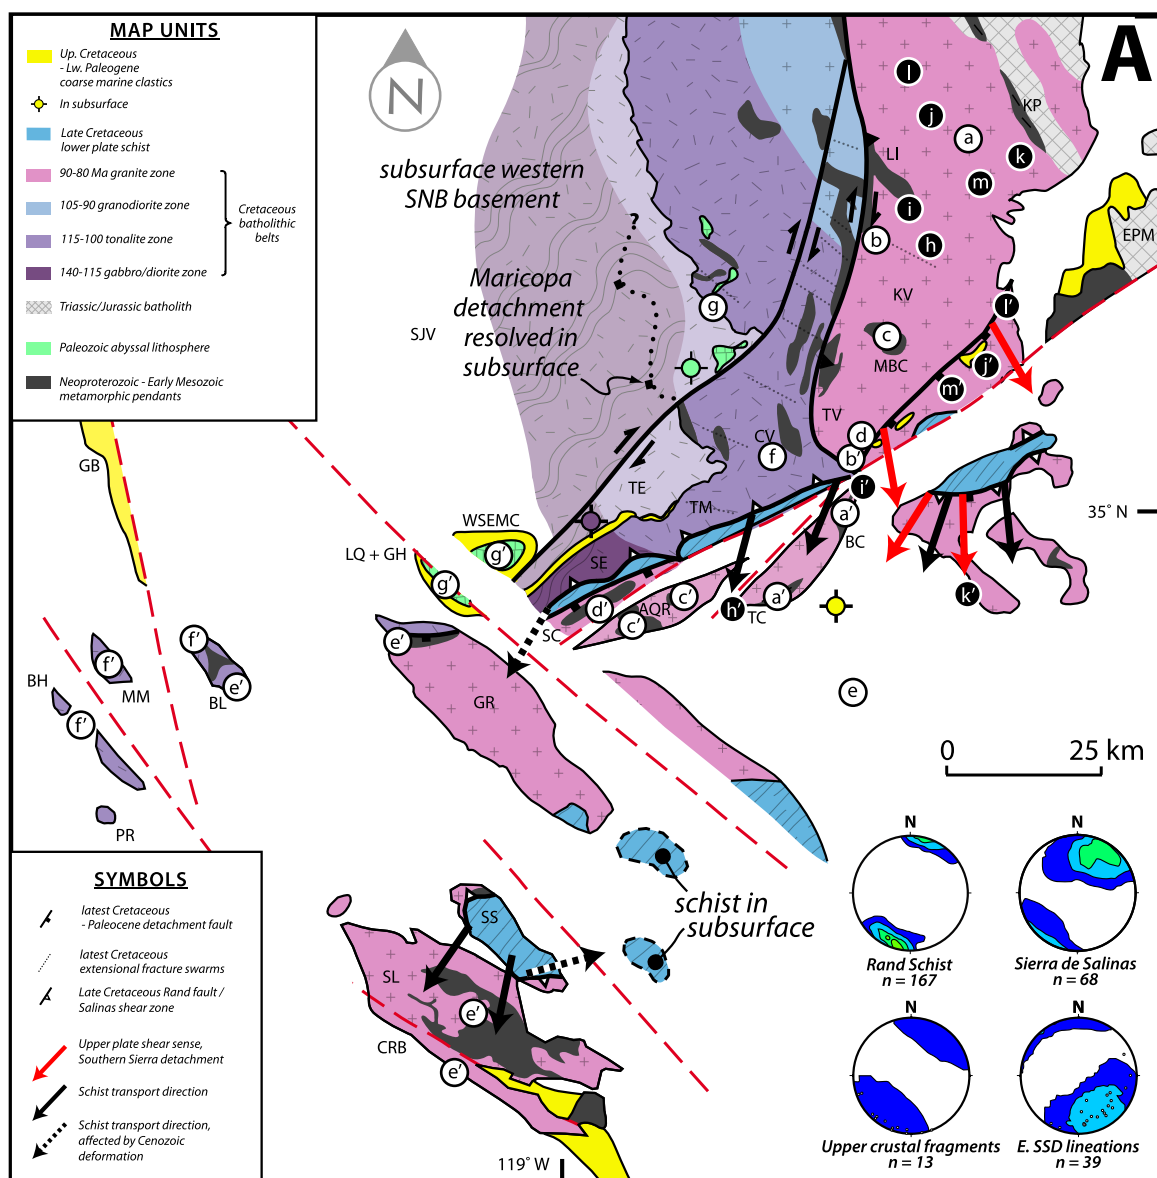 MAP UNITS
Up. Cretaceous
- Lw. Paleogene
coarse marine clastics
In subsurface
Late Cretaceous
lower plate schist
90-80 Ma granite zone
105-90 granodiorite zone
115-100 tonalite zone
140-115 gabbro/diorite zone
Cretaceous
batholithic
belts
Triassic/Jurassic batholith
Paleozoic abyssal lithosphere
Neoproterozoic - Early Mesozoic
metamorphic pendants
N
A
subsurface western
SNB basement
?
Maricopa
detachment
resolved in
subsurface
SJV
l
j
a
k
m
i
h
b
g
c
KP
LI
KV
MBC
EPM
l'
j'
m'
TV
d
b'
i'
CV
f
TE
TM
a'
BC
35° N
WSEMC
g'
LQ + GH
g'
SE
GB
d'
c'
AQR
c'
SC
h'
a'
TC
k'
e'
GR
e
f'
MM
f'
BL
e'
BH
f'
PR
0
25 km
schist in
subsurface
SS
SL
e'
CRB
e'
119° W
SYMBOLS
latest Cretaceous
- Paleocene detachment fault
latest Cretaceous
extensional fracture swarms
Late Cretaceous Rand fault /
Salinas shear zone
Upper plate shear sense,
Southern Sierra detachment
Schist transport direction
Schist transport direction,
affected by Cenozoic
deformation
N
Rand Schist
n = 167
N
Sierra de Salinas
n = 68
N
Upper crustal fragments
n = 13
N
E. SSD lineations
n = 39